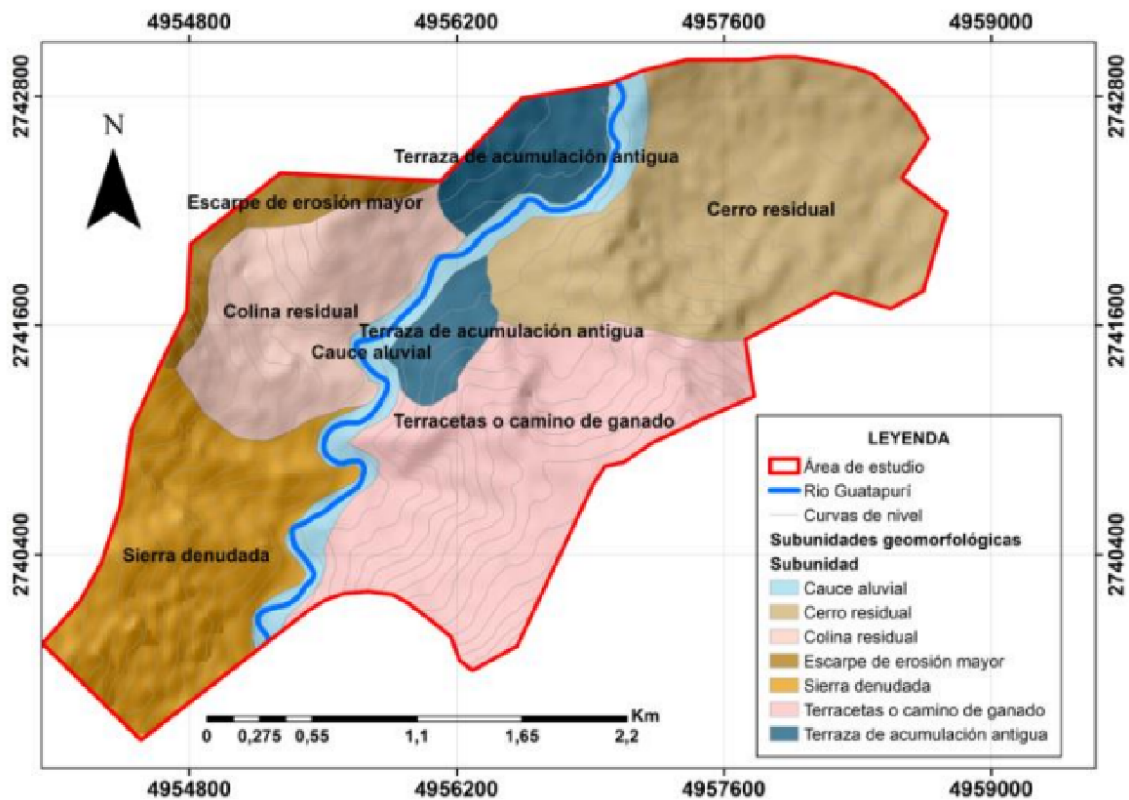 4954800 4956200 4957600 4959000
2742800
2742800
N
Terraza de acumulación antigua
Escarpe de erosión mayor
Cerro residual
Colina residual
2741600
2741600
Terraza de acumulación antigua
Cauce aluvial
Terracetas o camino de ganado
LEYENDA
Área de estudio
Rio Guatapurí
Curvas de nivel
Subunidades geomorfológicas
Subunidad
Cauce aluvial
Cerro residual
Colina residual
Escarpe de erosión mayor
Sierra denudada
Terracetas o camino de ganado
Terraza de acumulación antigua
2740400
2740400
Sierra denudada
Km
0 0,275 0,55 1,1 1,65 2,2
4954800 4956200 4957600 4959000